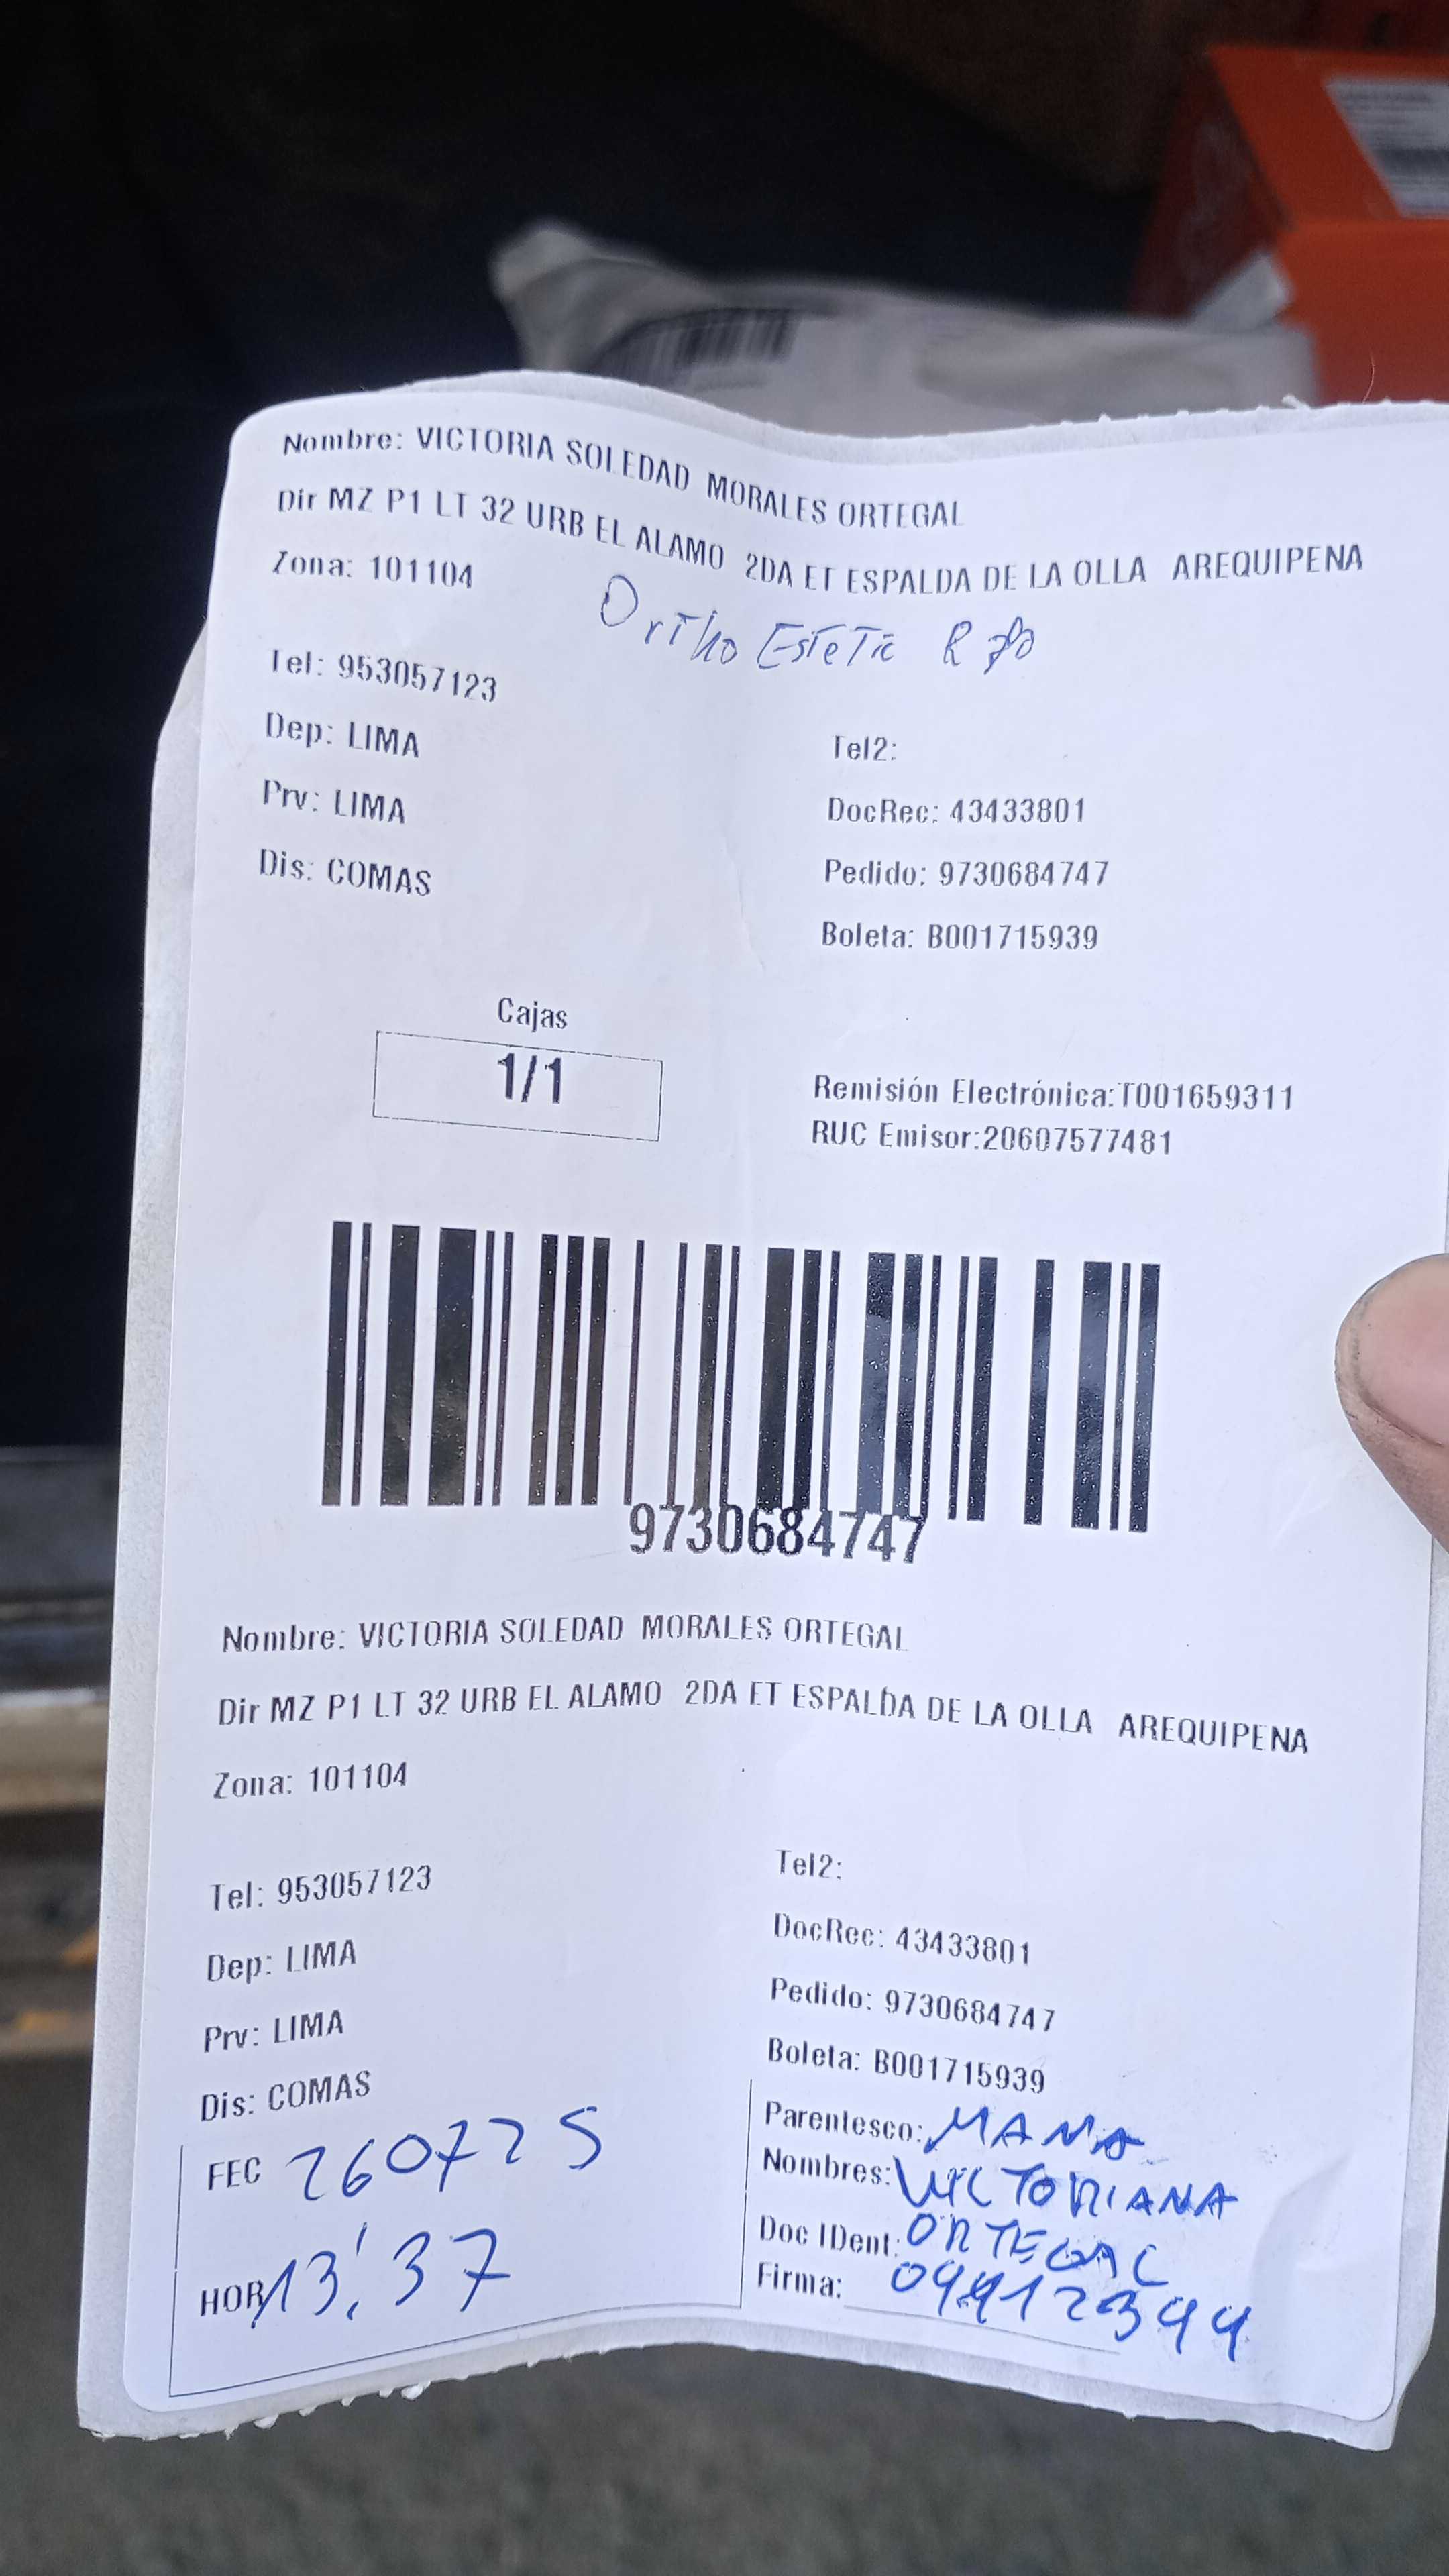 Nombre: VICTORIA SOLEDAD MORALES ORTEGAL
Dir MZ P1 LT 32 URB EL ALAMO 2DA ET ESPALDA DE LA OLLA AREQUIPENA
Zona: 101104
Ortho Estetic R
Tel: 953057123
Tel2:
Dep: LIMA
DocRec: 43433801
Prv: LIMA
Pedido: 9730684747
Dis: COMAS
Boleta: B001715939
Cajas
1/1
Remisión Electrónica:T001659311
RUC Emisor:20607577481
9730684747
Nombre: VICTORIA SOLEDAD MORALES ORTEGAL
Dir MZ P1 LT 32 URB EL ALAMO 2DA ET ESPALDA DE LA OLLA AREQUIPENA
Zona: 101104
Tel: 953057123
Tel2:
Dep: LIMA
DocRec: 43433801
Prv: LIMA
Pedido: 9730684747
Dis: COMAS
Boleta: B001715939
FEC 260725
Parentesco: MAMA
Nombres: VICTORIANA
HOR 13:37
Doc IDent: ORTEGAL
Firma: